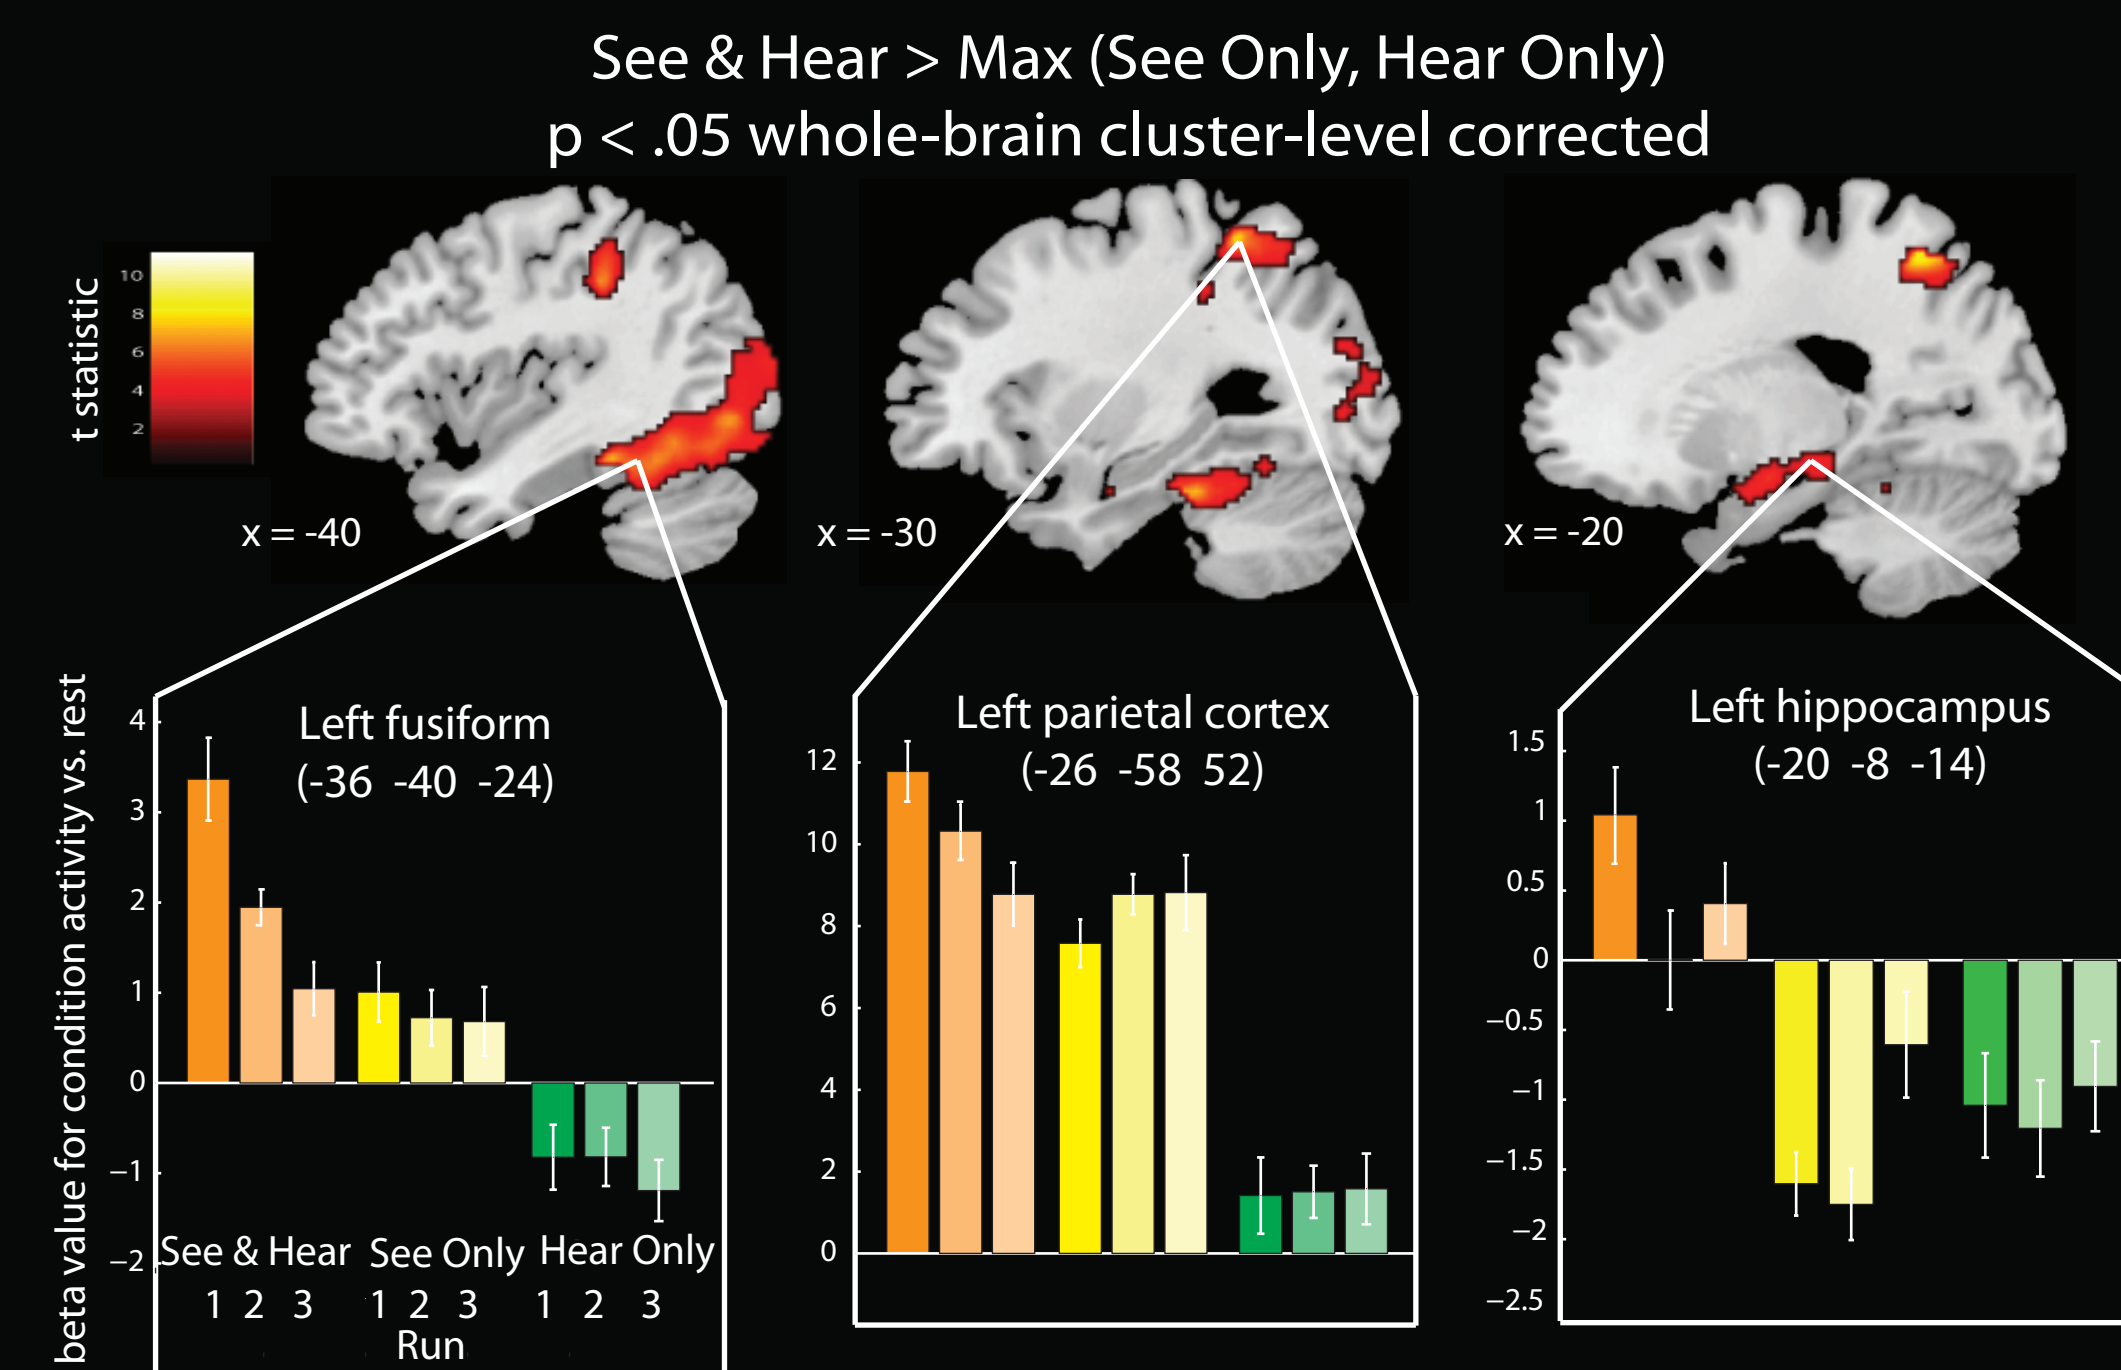 See & Hear > Max (See Only, Hear Only)
p < .05 whole-brain cluster-level corrected
t statistic
10
8
6
4
2
x = -40
x = -30
x = -20
beta value for condition activity vs. rest
Left fusiform
(-36 -40 -24)
4
3
2
1
0
−1
−2
See & Hear See Only Hear Only
1 2 3 1 2 3 1 2 3
Run
Left parietal cortex
(-26 -58 52)
12
10
8
6
4
2
0
Left hippocampus
(-20 -8 -14)
1.5
1
0.5
0
−0.5
−1
−1.5
−2
−2.5